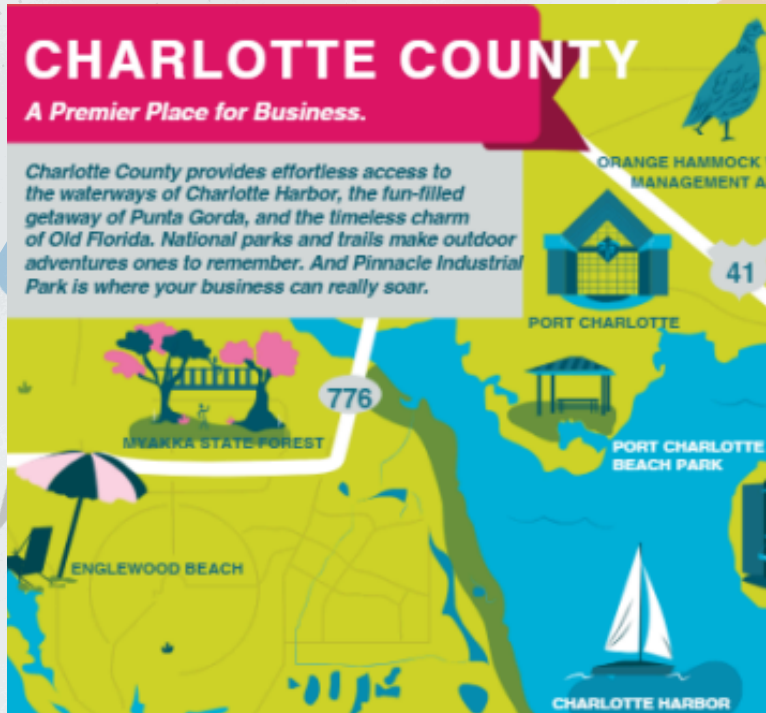 CHARLOTTE COUNTY
A Premier Place for Business.
Charlotte County provides effortless access to
the waterways of Charlotte Harbor, the fun-filled
getaway of Punta Gorda, and the timeless charm
of Old Florida. National parks and trails make outdoor
adventures ones to remember. And Pinnacle Industrial
Park is where your business can really soar.
ORANGE HAMMOCK
MANAGEMENT
41
PORT CHARLOTTE
776
MYAKKA STATE FOREST
PORT CHARLOTTE
BEACH PARK
ENGLEWOOD BEACH
CHARLOTTE HARBOR